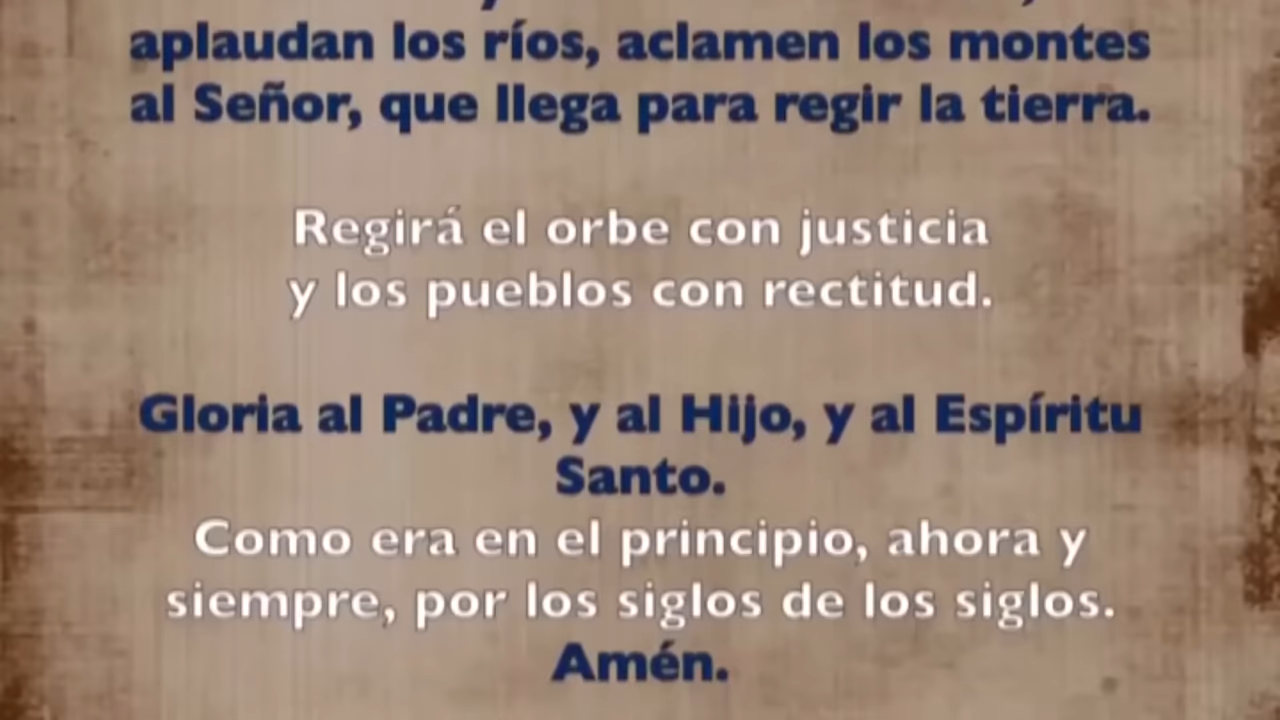 aplaudan los ríos, aclamen los montes
al Señor, que llega para regir la tierra.
Regirá el orbe con justicia
y los pueblos con rectitud.
Gloria al Padre, y al Hijo, y al Espíritu
Santo.
Como era en el principio, ahora y
siempre, por los siglos de los siglos.
Amén.